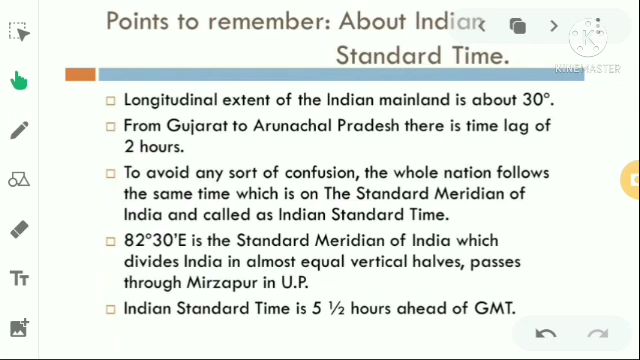 Points to remember: About Indian
Standard Time.
KINEMASTER
□ Longitudinal extent of the Indian mainland is about 30°.
□ From Gujarat to Arunachal Pradesh there is time lag of
2 hours.
□ To avoid any sort of confusion, the whole nation follows
the same time which is on The Standard Meridian of
India and called as Indian Standard Time.
□ 82°30'E is the Standard Meridian of India which
divides India in almost equal vertical halves, passes
through Mirzapur in U.P.
□ Indian Standard Time is 5 ½ hours ahead of GMT.